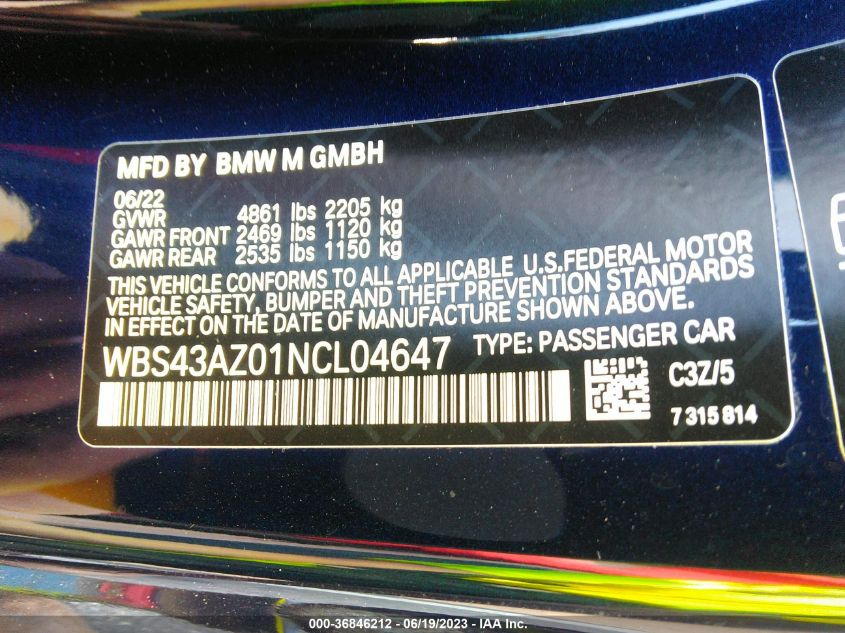 MFD BY BMW M GMBH
06/22
GVWR 4861 lbs 2205 kg
GAWR FRONT 2469 lbs 1120 kg
GAWR REAR 2535 lbs 1150 kg
THIS VEHICLE CONFORMS TO ALL APPLICABLE U.S.FEDERAL MOTOR
VEHICLE SAFETY, BUMPER AND THEFT PREVENTION STANDARDS
IN EFFECT ON THE DATE OF MANUFACTURE SHOWN ABOVE.
WBS43AZ01NCL04647 TYPE: PASSENGER CAR
C3Z/5
7 315 814
000-36846212 - 06/19/2023 - IAA Inc.